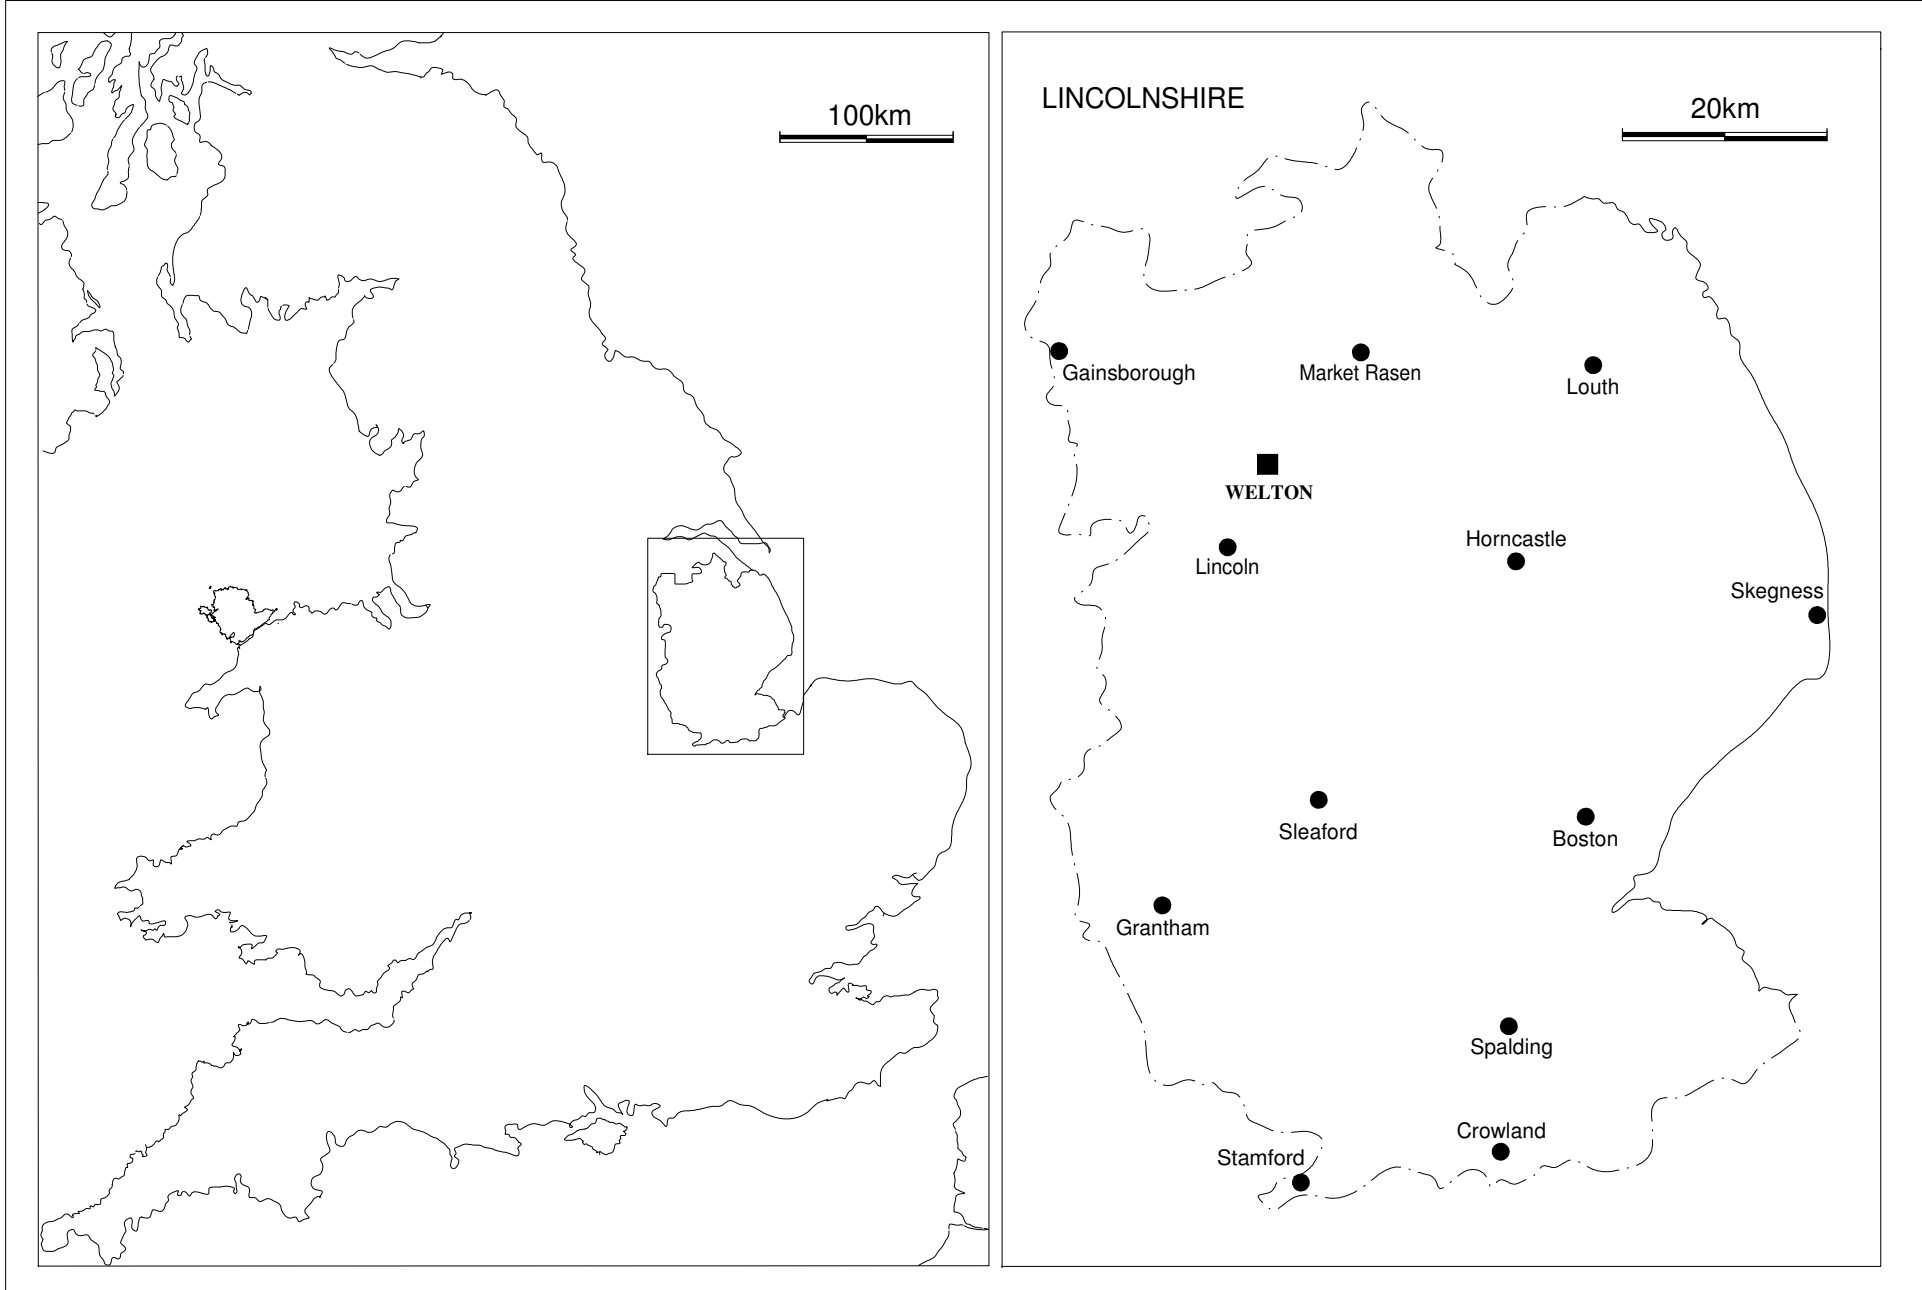 100km
LINCOLNSHIRE
20km
Gainsborough
Market Rasen
Louth
WELTON
Lincoln
Horncastle
Skegness
Sleaford
Boston
Grantham
Spalding
Crowland
Stamford